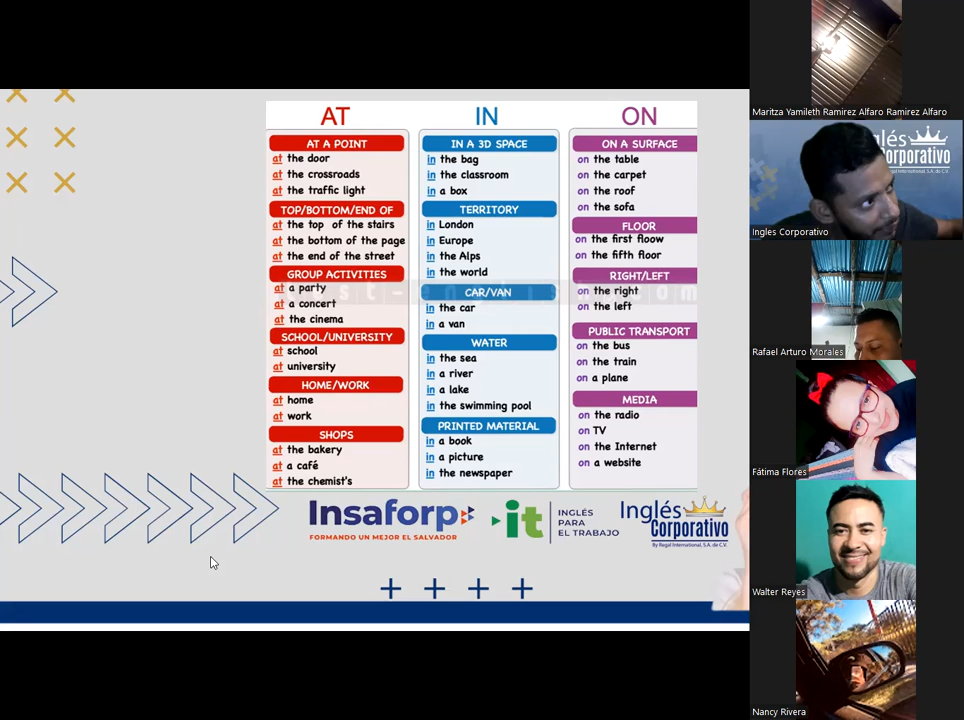 AT
AT A POINT
at the door
at the crossroads
at the traffic light
TOP/BOTTOM/END OF
at the top of the stairs
at the bottom of the page
at the end of the street
GROUP ACTIVITIES
at a party
at a concert
at the cinema
SCHOOL/UNIVERSITY
at school
at university
HOME/WORK
at home
at work
SHOPS
at the bakery
at a café
at the chemist's
IN
IN A 3D SPACE
in the bag
in the classroom
in a box
TERRITORY
in London
in Europe
in the Alps
in the world
CAR/VAN
in the car
in a van
WATER
in the sea
in a river
in a lake
in the swimming pool
PRINTED MATERIAL
in a book
in a picture
in the newspaper
ON
ON A SURFACE
on the table
on the carpet
on the roof
on the sofa
FLOOR
on the first floow
on the fifth floor
RIGHT/LEFT
on the right
on the left
PUBLIC TRANSPORT
on the bus
on the train
on a plane
MEDIA
on the radio
on TV
on the Internet
on a website
Insaforp
FORMANDO UN MEJOR EL SALVADOR
it
INGLÉS
PARA
EL TRABAJO
Inglés
Corporativo
By Regal International, S.A. de C.V.
Maritza Yamileth Ramirez Alfaro Ramirez Alfaro
glés
orporativo
Ingles Corporativo
Rafael Arturo Morales
Fátima Flores
Walter Reyes
Nancy Rivera